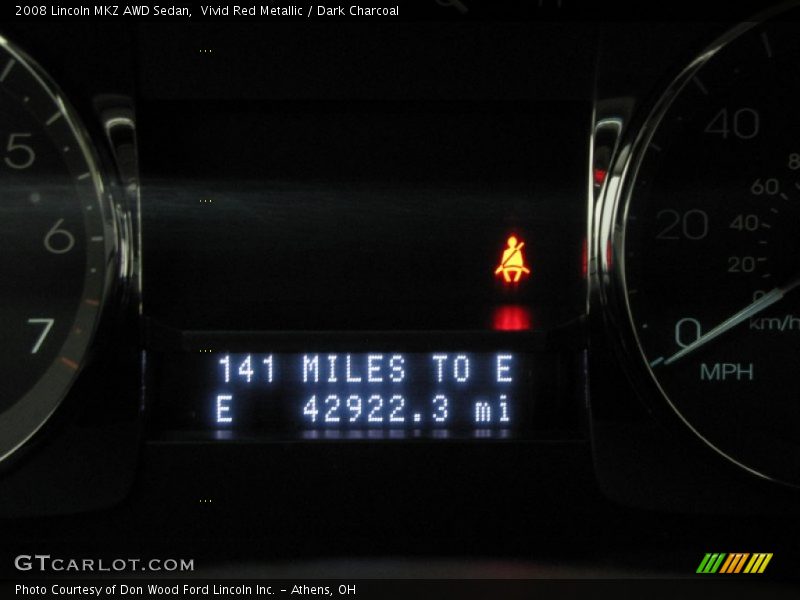 2008 Lincoln MKZ AWD Sedan,  Vivid Red Metallic / Dark Charcoal
5
6
7
40
20
0
MPH
8
60
40
20
km/h
141 MILES TO E
E 42922.3 mi
GTCARLOT.COM
Photo Courtesy of Don Wood Ford Lincoln Inc. - Athens, OH